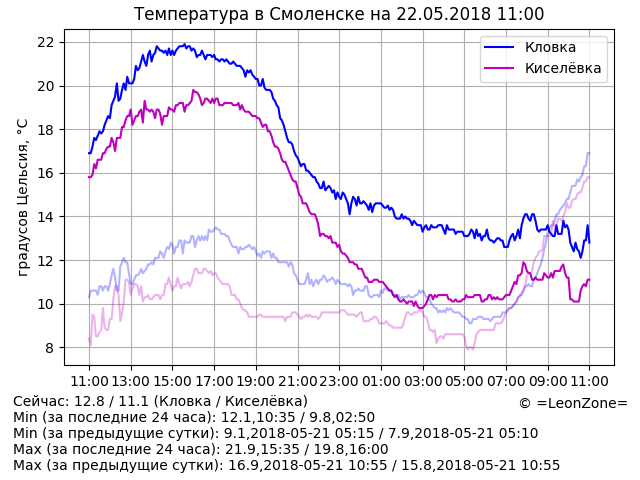 Температура в Смоленске на 22.05.2018 11:00
Кловка
Киселёвка
градусов Цельсия, °C
22
20
18
16
14
12
10
8
11:00 13:00 15:00 17:00 19:00 21:00 23:00 01:00 03:00 05:00 07:00 09:00 11:00
Сейчас: 12.8 / 11.1 (Кловка / Киселёвка)
© =LeonZone=
Min (за последние 24 часа): 12.1,10:35 / 9.8,02:50
Min (за предыдущие сутки): 9.1,2018-05-21 05:15 / 7.9,2018-05-21 05:10
Max (за последние 24 часа): 21.9,15:35 / 19.8,16:00
Max (за предыдущие сутки): 16.9,2018-05-21 10:55 / 15.8,2018-05-21 10:55